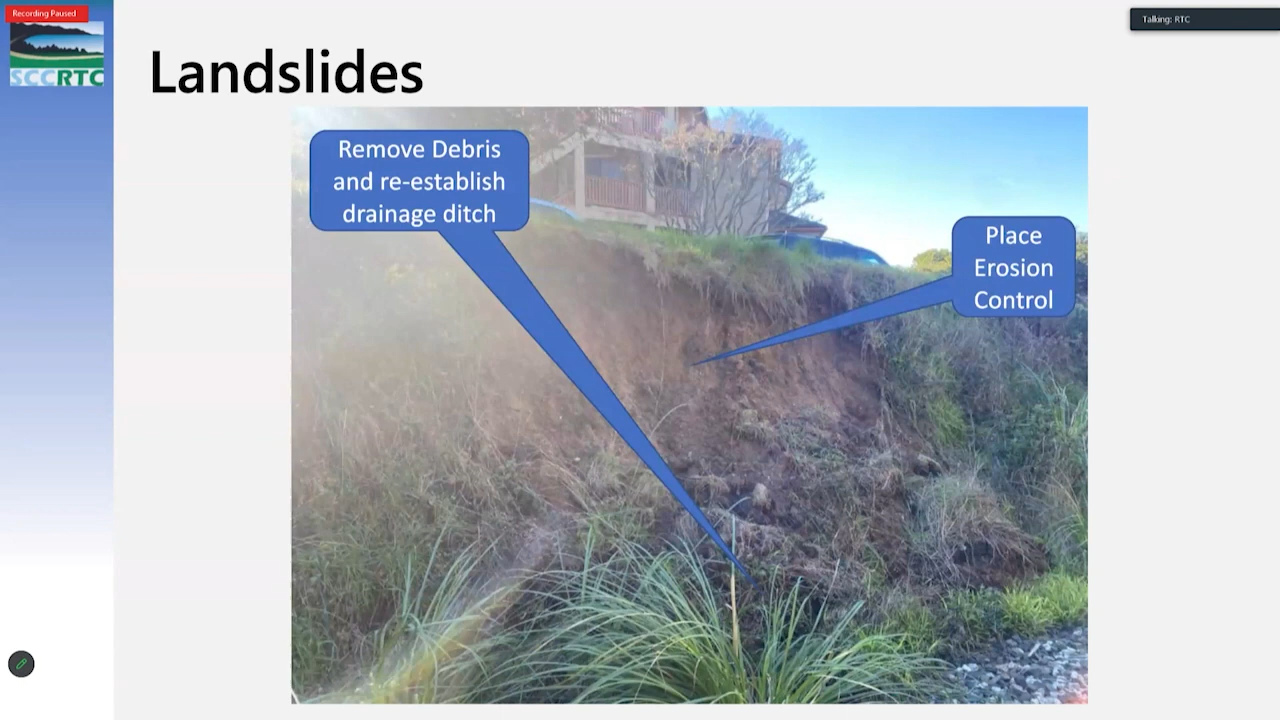 Recording Paused
Talking: RTC
SCCRTC
Landslides
Remove Debris
and re-establish
drainage ditch
Place
Erosion
Control